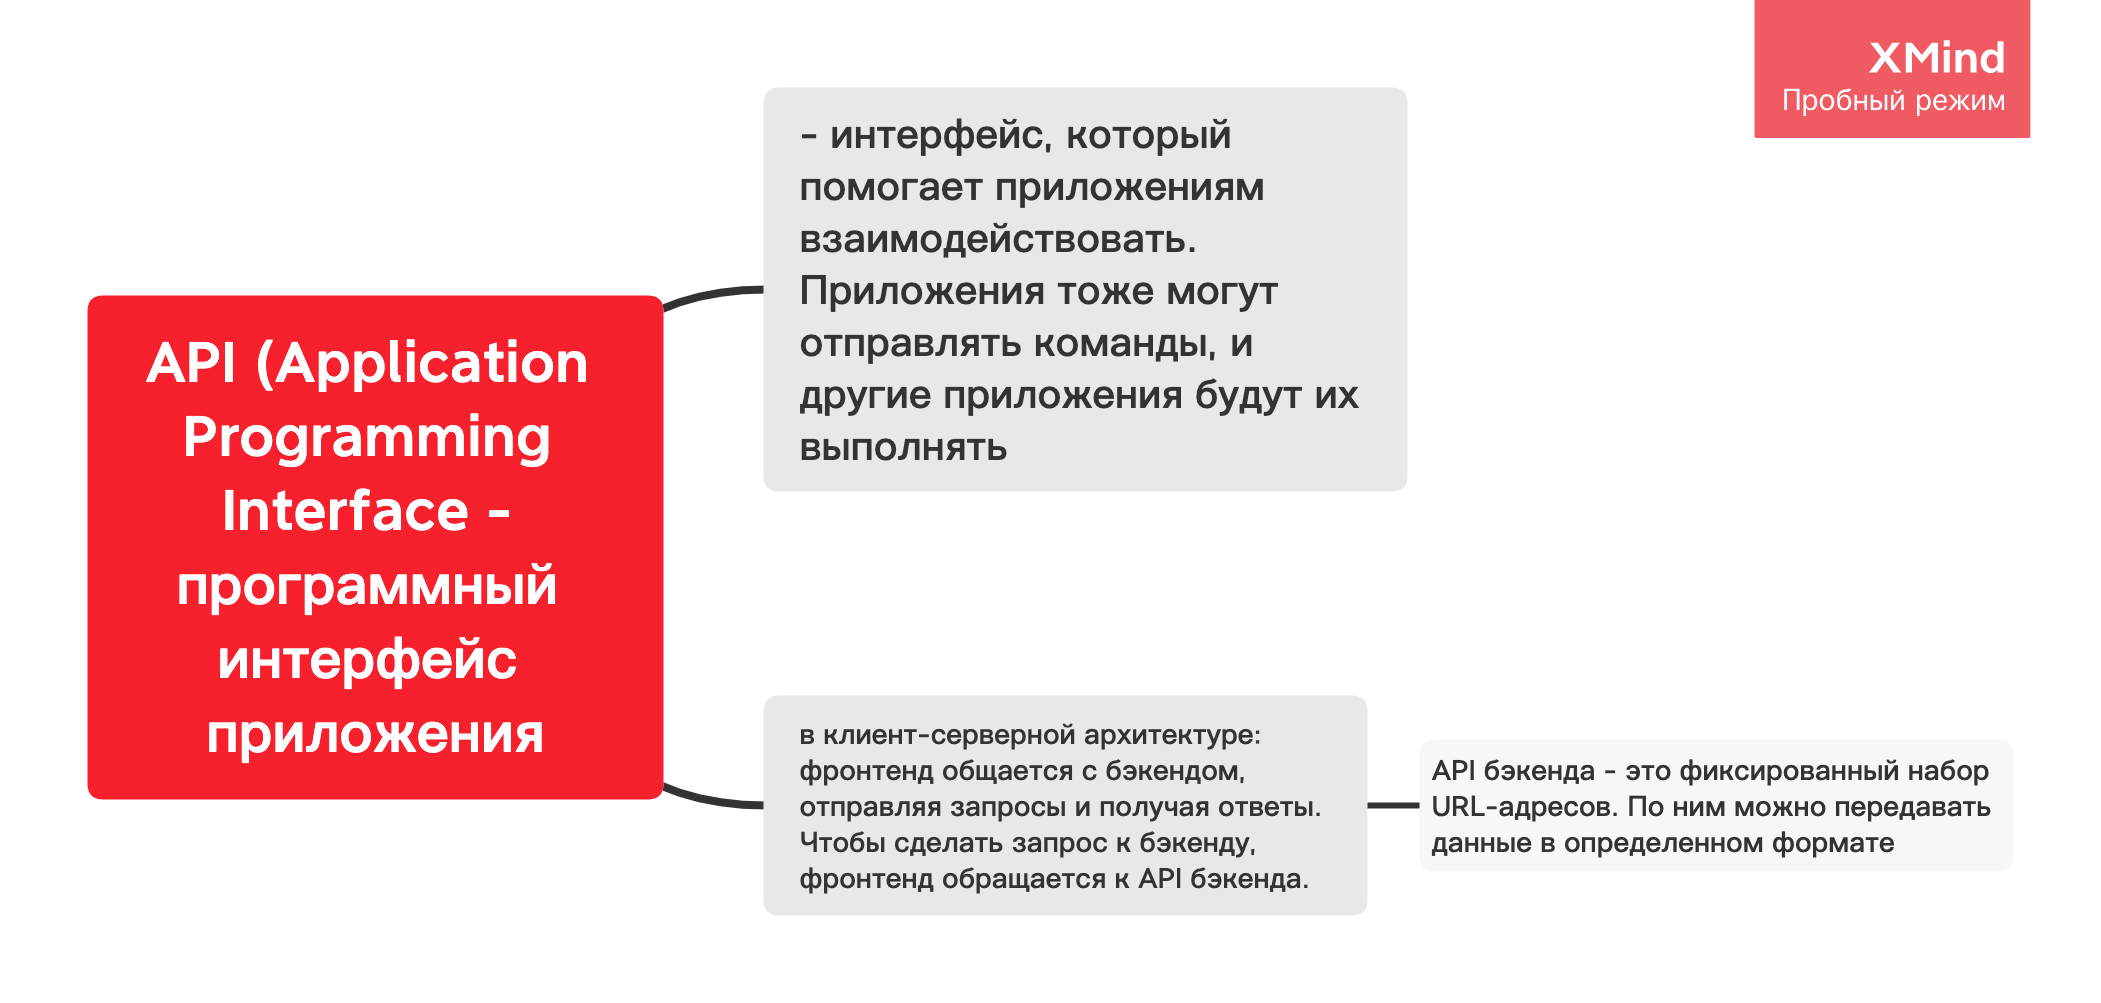 XMind
Пробный режим
- интерфейс, который
помогает приложениям
взаимодействовать.
Приложения тоже могут
отправлять команды, и
другие приложения будут их
выполнять
API (Application
Programming
Interface -
программный
интерфейс
приложения
в клиент-серверной архитектуре:
фронтенд общается с бэкендом,
отправляя запросы и получая ответы.
Чтобы сделать запрос к бэкенду,
фронтенд обращается к API бэкенда.
API бэкенда - это фиксированный набор
URL-адресов. По ним можно передавать
данные в определенном формате